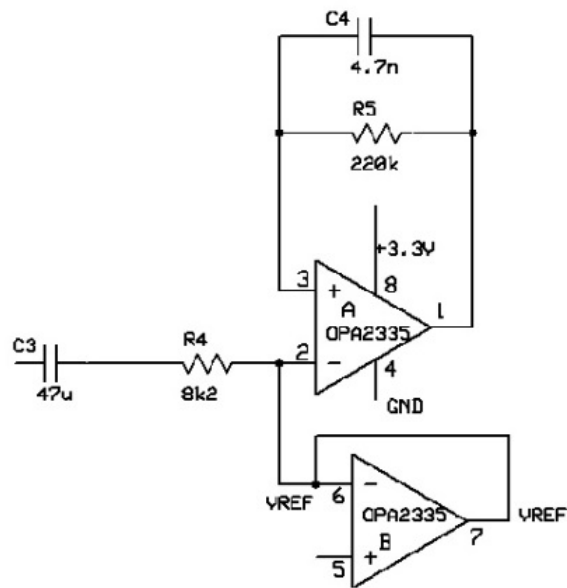 C4
4.7n
R5
220k
+3.3V
3
+
8
A
1
OPA2335
C3
R4
2
-
4
47u
8k2
GND
VREF
6
-
OPA2335
VREF
B
7
5
+